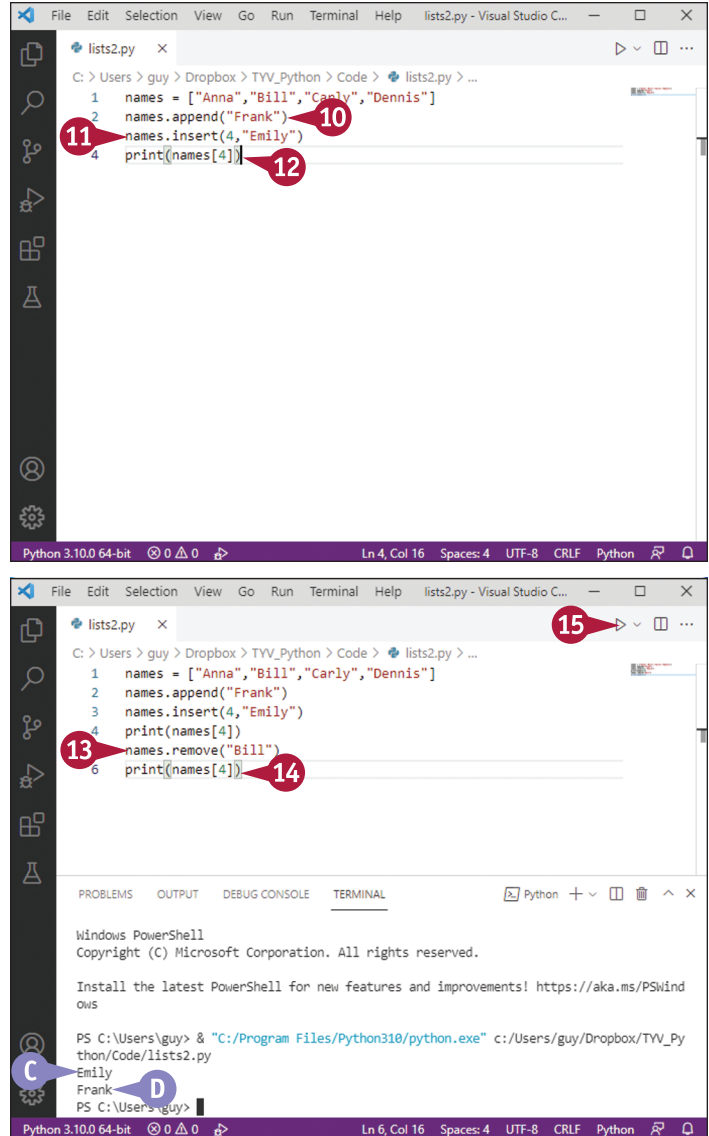 File Edit Selection View Go Run Terminal Help lists2.py - Visual Studio C...
lists2.py
C: > Users > guy > Dropbox > TYV_Python > Code > lists2.py > ...
1 names = ["Anna","Bill","Carly","Dennis"]
2 names.append("Frank") 10
11 names.insert(4,"Emily")
4 print(names[4]) 12
Python 3.10.0 64-bit 0 0 Ln 4, Col 16 Spaces: 4 UTF-8 CRLF Python
File Edit Selection View Go Run Terminal Help lists2.py - Visual Studio C...
lists2.py 15
C: > Users > guy > Dropbox > TYV_Python > Code > lists2.py > ...
1 names = ["Anna","Bill","Carly","Dennis"]
2 names.append("Frank")
3 names.insert(4,"Emily")
4 print(names[4])
13 names.remove("Bill")
6 print(names[4]) 14
PROBLEMS OUTPUT DEBUG CONSOLE TERMINAL Python
Windows PowerShell
Copyright (C) Microsoft Corporation. All rights reserved.
Install the latest PowerShell for new features and improvements! https://aka.ms/PSWind
ows
PS C:\Users\guy> & "C:/Program Files/Python310/python.exe" c:/Users/guy/Dropbox/TYV_Py
thon/Code/lists2.py
C Emily
Frank D
PS C:\Users\guy>
Python 3.10.0 64-bit 0 0 Ln 6, Col 16 Spaces: 4 UTF-8 CRLF Python